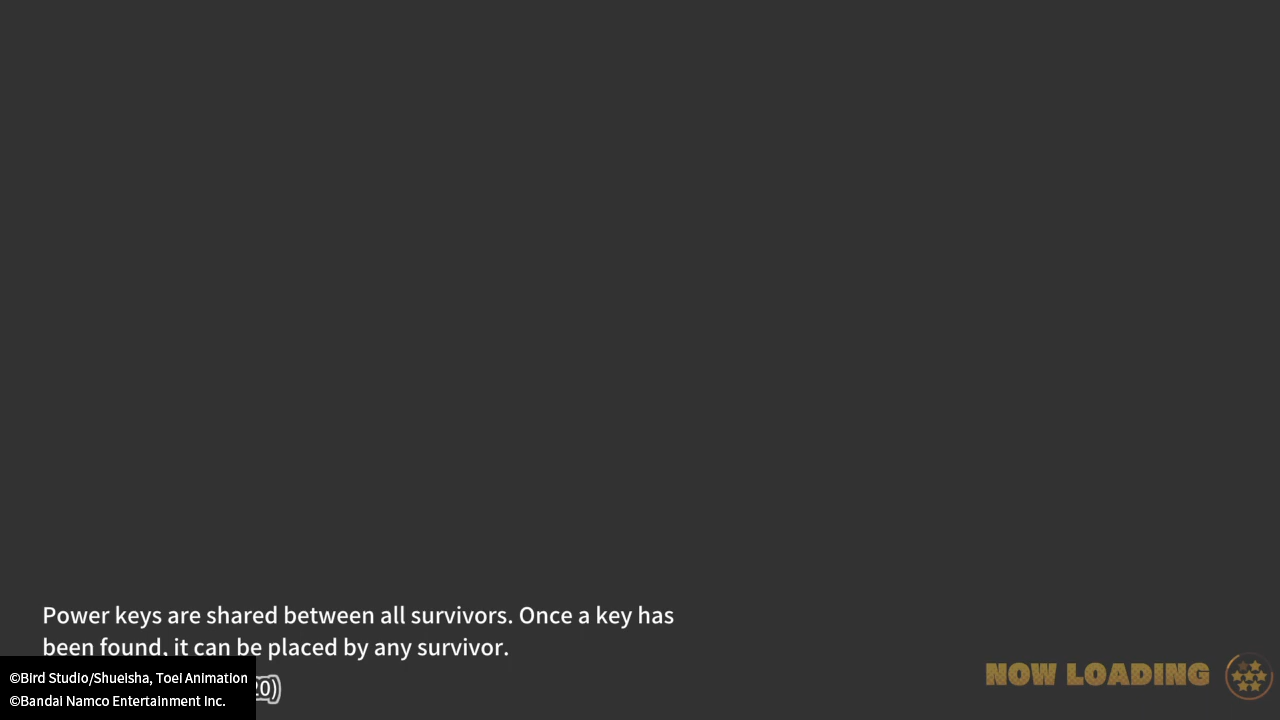 Power keys are shared between all survivors. Once a key has
been found, it can be placed by any survivor.
20)
©Bird Studio/Shueisha, Toei Animation
©Bandai Namco Entertainment Inc.
NOW LOADING